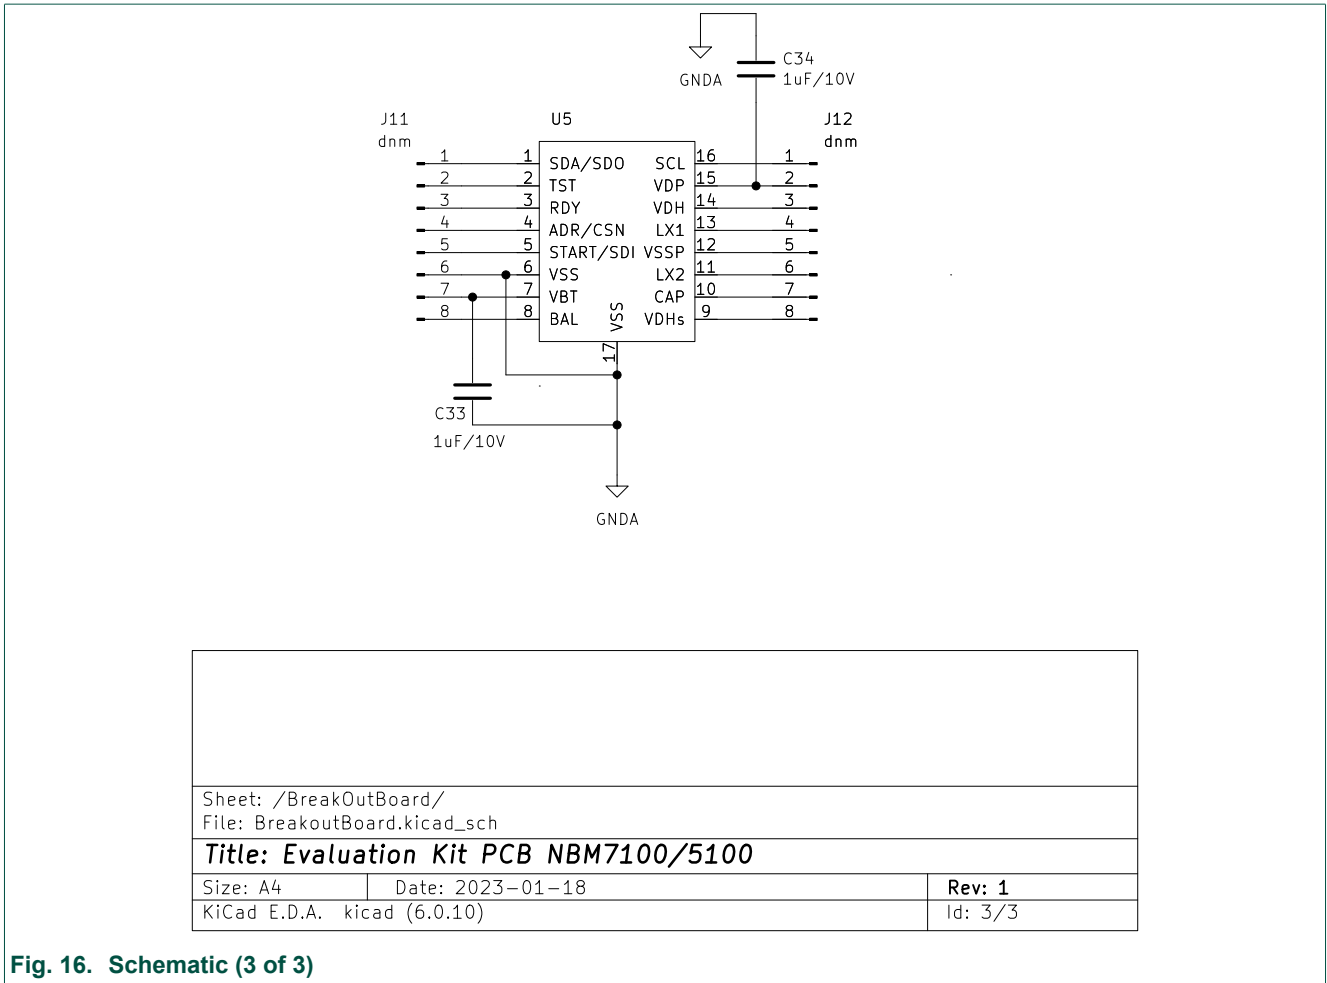 C34
1uF/10V
GNDA
J11
dnm
U5
J12
dnm
1 1 SDA/SDO SCL 16 1
2 2 TST VDP 15 2
3 3 RDY VDH 14 3
4 4 ADR/CSN LX1 13 4
5 5 START/SDI VSSP 12 5
6 6 VSS LX2 11 6
7 7 VBT CAP 10 7
8 8 BAL VSS VDHs 9 8
17
C33
1uF/10V
GNDA
Sheet: /BreakOutBoard/
File: BreakoutBoard.kicad_sch
Title: Evaluation Kit PCB NBM7100/5100
Size: A4 Date: 2023-01-18 Rev: 1
KiCad E.D.A. kicad (6.0.10) Id: 3/3
Fig. 16. Schematic (3 of 3)